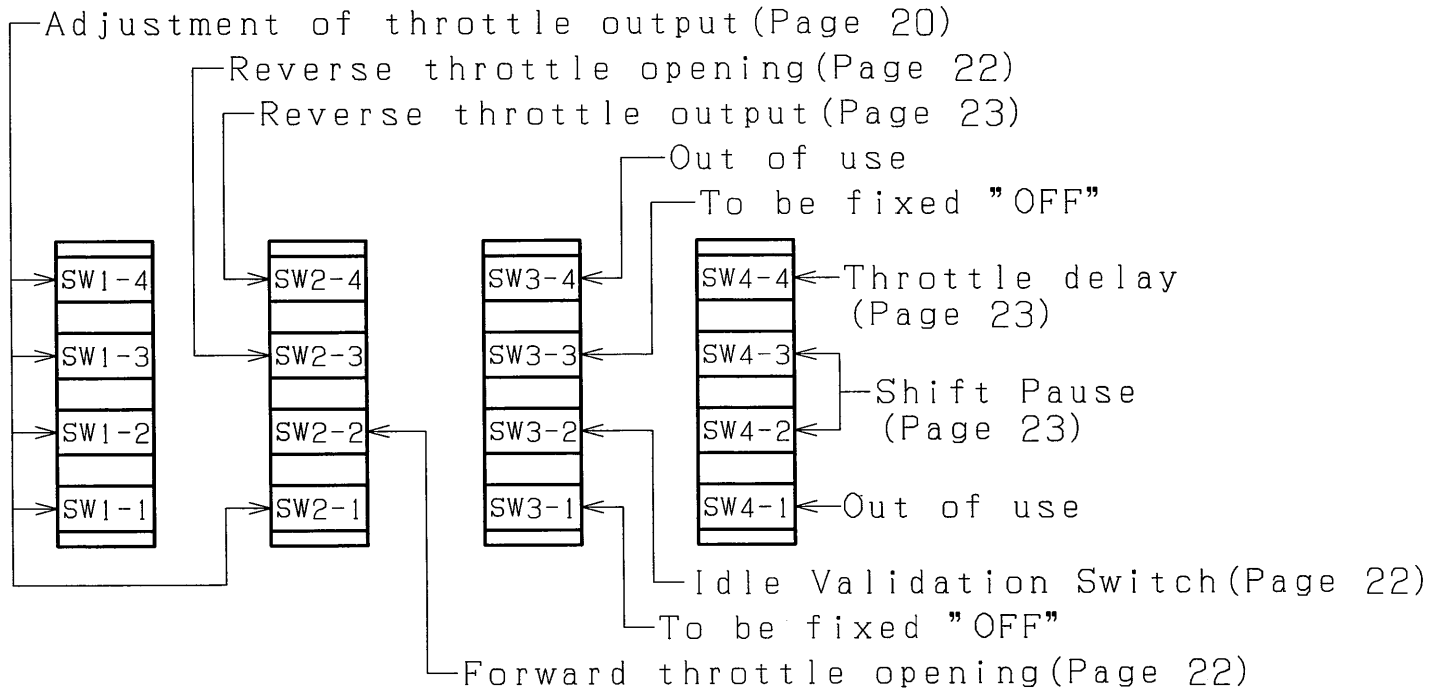 Adjustment of throttle output(Page 20)
Reverse throttle opening(Page 22)
Reverse throttle output(Page 23)
Out of use
To be fixed "OFF"
SW1-4
SW2-4
SW3-4
SW4-4
Throttle delay
(Page 23)
SW1-3
SW2-3
SW3-3
SW4-3
Shift Pause
(Page 23)
SW1-2
SW2-2
SW3-2
SW4-2
SW1-1
SW2-1
SW3-1
SW4-1
Out of use
Idle Validation Switch(Page 22)
To be fixed "OFF"
Forward throttle opening(Page 22)